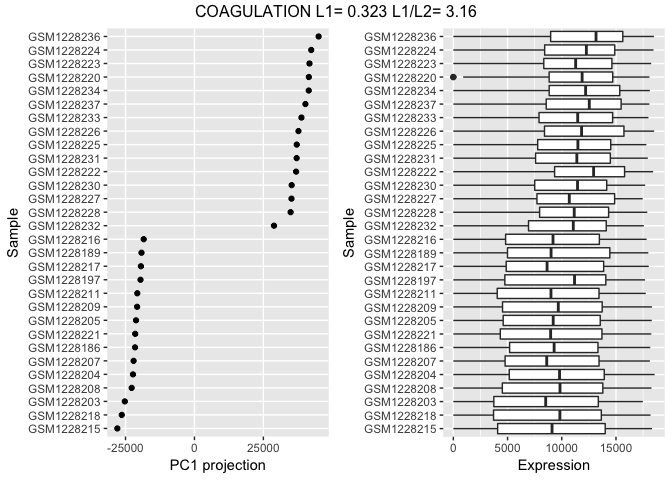 COAGULATION L1= 0.323 L1/L2= 3.16
Sample
GSM1228236
GSM1228224
GSM1228223
GSM1228220
GSM1228234
GSM1228237
GSM1228233
GSM1228226
GSM1228225
GSM1228231
GSM1228222
GSM1228230
GSM1228227
GSM1228228
GSM1228232
GSM1228216
GSM1228189
GSM1228217
GSM1228197
GSM1228211
GSM1228209
GSM1228205
GSM1228221
GSM1228186
GSM1228207
GSM1228204
GSM1228208
GSM1228203
GSM1228218
GSM1228215
-25000 0 25000
PC1 projection
Sample
GSM1228236
GSM1228224
GSM1228223
GSM1228220
GSM1228234
GSM1228237
GSM1228233
GSM1228226
GSM1228225
GSM1228231
GSM1228222
GSM1228230
GSM1228227
GSM1228228
GSM1228232
GSM1228216
GSM1228189
GSM1228217
GSM1228197
GSM1228211
GSM1228209
GSM1228205
GSM1228221
GSM1228186
GSM1228207
GSM1228204
GSM1228208
GSM1228203
GSM1228218
GSM1228215
0 5000 10000 15000
Expression